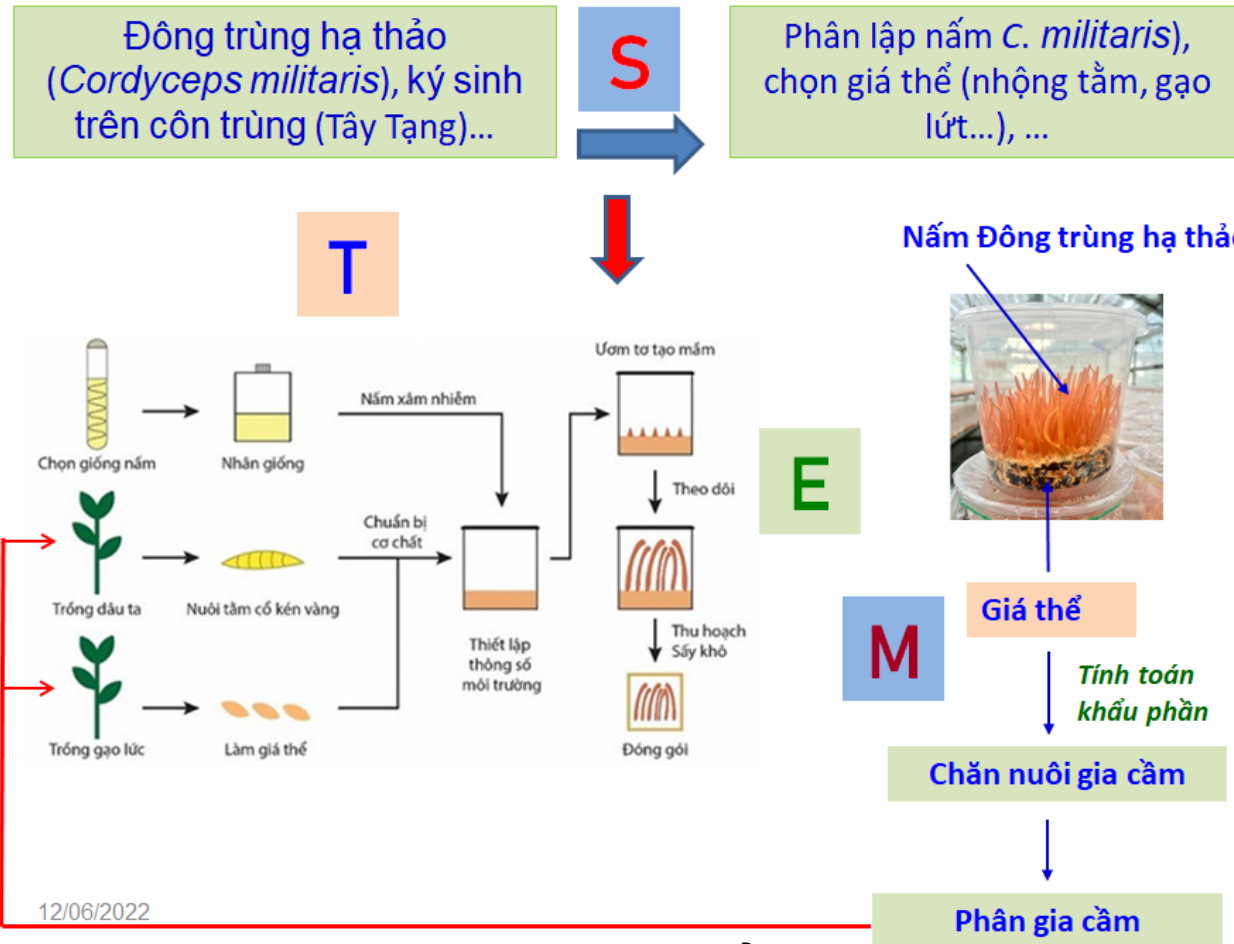 Đông trùng hạ thảo
(Cordyceps militaris), ký sinh
trên côn trùng (Tây Tạng)...
S
Phân lập nấm C. militaris),
chọn giá thể (nhộng tằm, gạo
lứt...), ...
T
Nấm Đông trùng hạ thảo
Chọn giống nấm
Nhân giống
Nấm xâm nhiễm
Ươm tơ tạo mầm
Theo dõi
E
Trồng dâu ta
Nuôi tằm cổ kén vàng
Chuẩn bị
cơ chất
Thiết lập
thông số
môi trường
Thu hoạch
Sấy khô
Trồng gạo lức
Làm giá thể
Đóng gói
M
Giá thể
Tính toán
khẩu phần
Chăn nuôi gia cầm
Phân gia cầm
12/06/2022